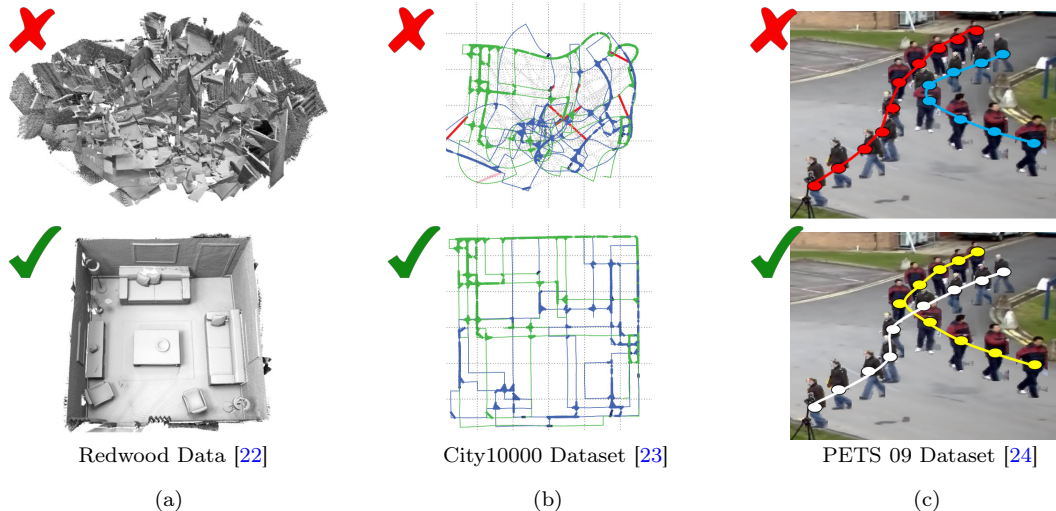 Redwood Data [22]
City10000 Dataset [23]
PETS 09 Dataset [24]
(a)
(b)
(c)